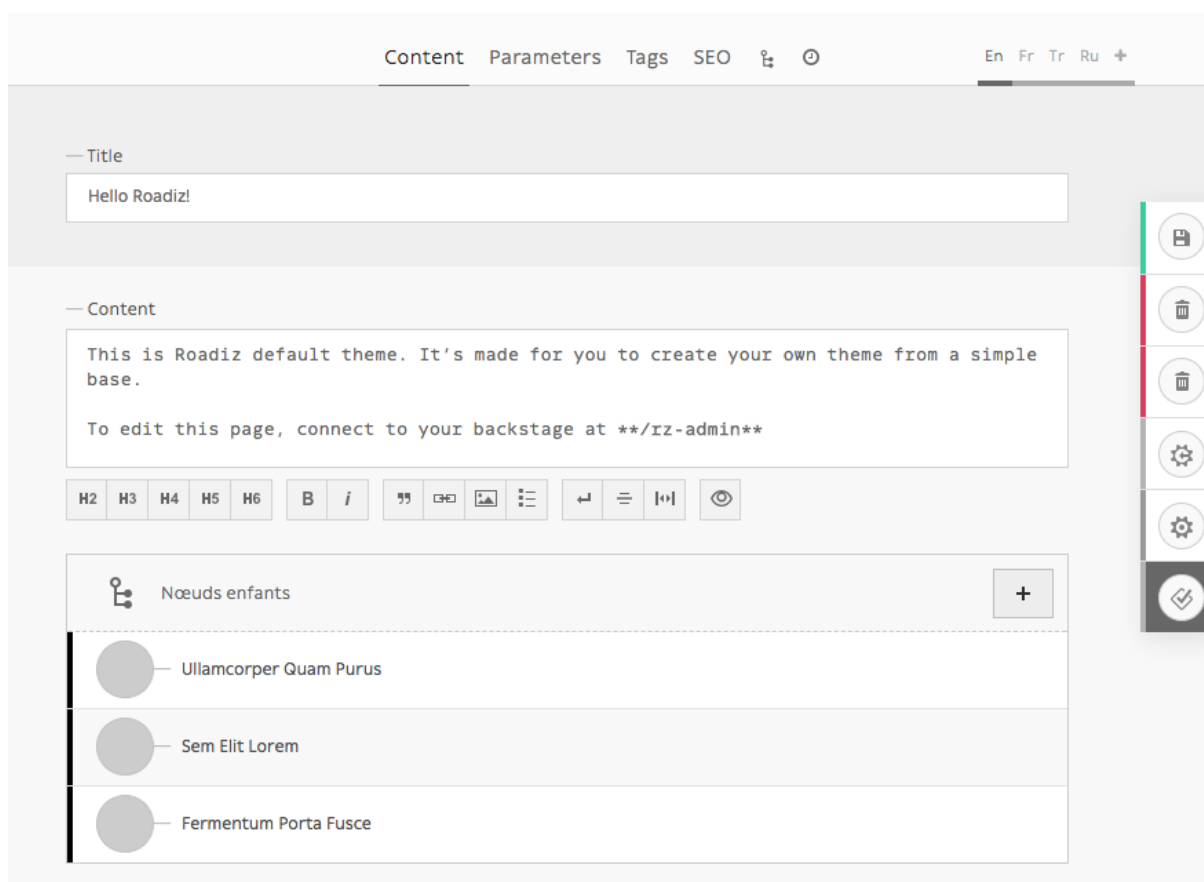 Content Parameters Tags SEO En Fr Tr Ru +
— Title
Hello Roadiz!
— Content
This is Roadiz default theme. It’s made for you to create your own theme from a simple
base.
To edit this page, connect to your backstage at **/rz-admin**
H2 H3 H4 H5 H6 B i
Nœuds enfants +
Ullamcorper Quam Purus
Sem Elit Lorem
Fermentum Porta Fusce